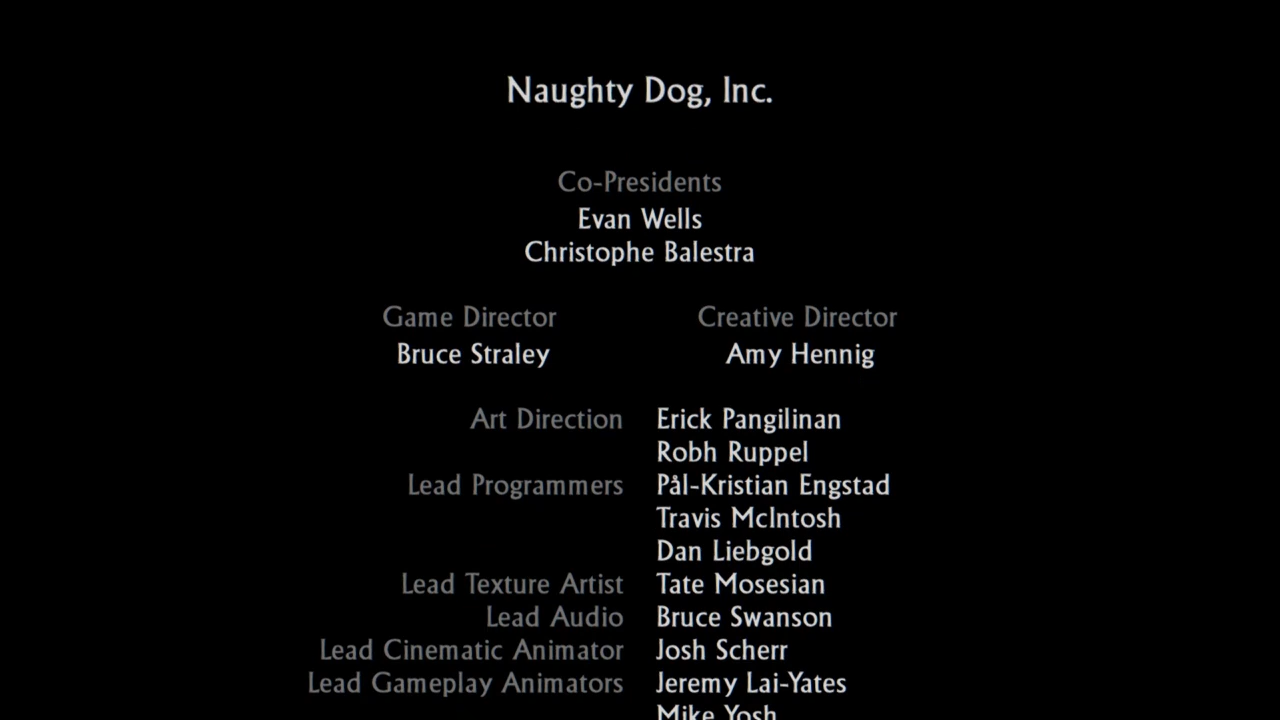 Naughty Dog, Inc.
Co-Presidents
Evan Wells
Christophe Balestra
Game Director Creative Director
Bruce Straley Amy Hennig
Art Direction Erick Pangilinan
Robh Ruppel
Lead Programmers Pål-Kristian Engstad
Travis McIntosh
Dan Liebgold
Lead Texture Artist Tate Mosesian
Lead Audio Bruce Swanson
Lead Cinematic Animator Josh Scherr
Lead Gameplay Animators Jeremy Lai-Yates
Mike Yosh